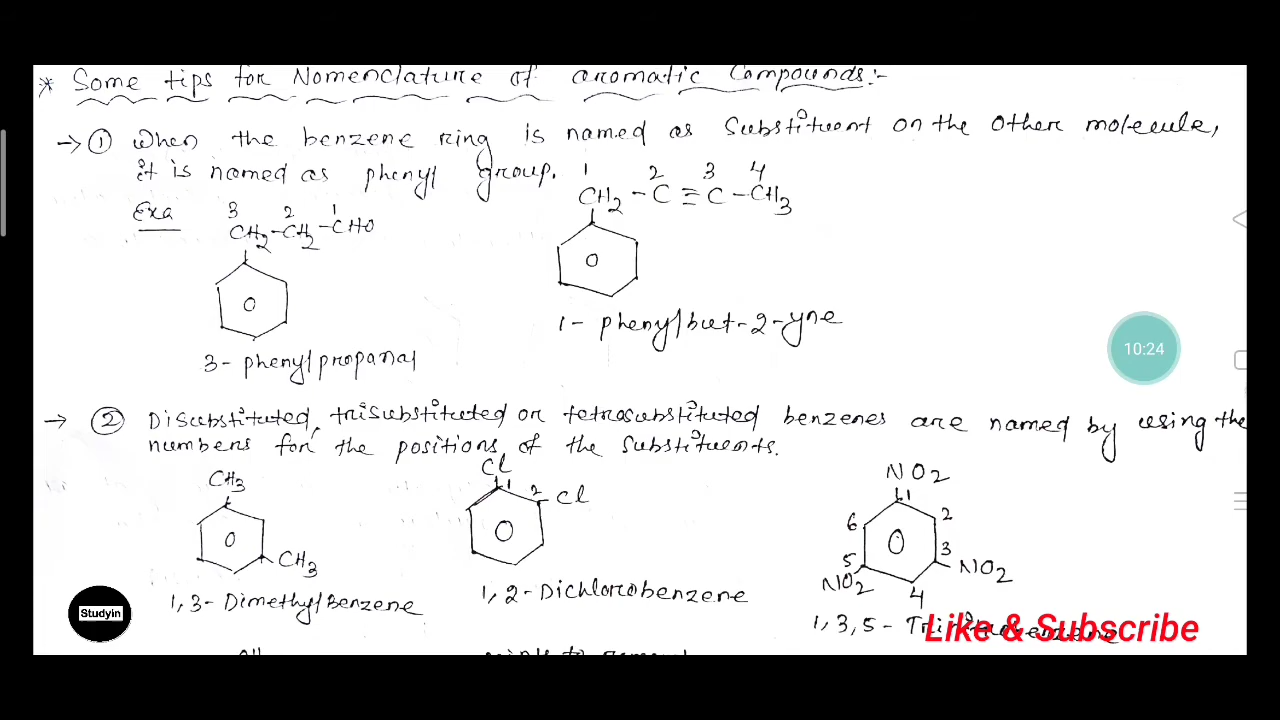 * Some tips for Nomenclature of aromatic Compounds:-
→ ① When the benzene ring is named as Substituent on the other molecule,
it is named as phenyl group.
Exa
3 2 1
CH2-CH2-CHO
3-phenylpropanal
1 2 3 4
CH2-C≡C-CH3
1-phenylbut-2-yne
10:24
→ ② Disubstituted, trisubstituted or tetrasubstituted benzenes are named by using the
numbers for the positions of the substituents.
CH3
CH3
1,3-DimethylBenzene
Cl
1 2 Cl
1,2-Dichlorobenzene
NO2
1
6 2
5 3
NO2 NO2
4
1,3,5-
Studyin
Like & Subscribe